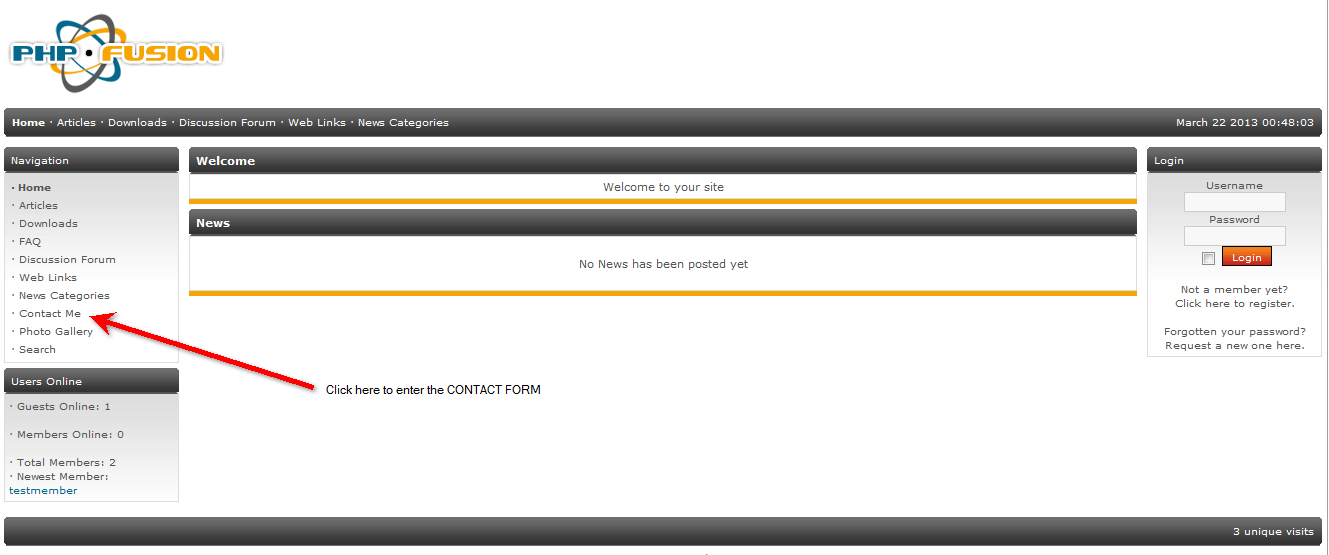 PHP FUSION
Home · Articles · Downloads · Discussion Forum · Web Links · News Categories
March 22 2013 00:48:03
Navigation
· Home
· Articles
· Downloads
· FAQ
· Discussion Forum
· Web Links
· News Categories
· Contact Me
· Photo Gallery
· Search
Users Online
· Guests Online: 1
· Members Online: 0
· Total Members: 2
· Newest Member:
testmember
Welcome
Welcome to your site
News
No News has been posted yet
Click here to enter the CONTACT FORM
Login
Username
Password
Login
Not a member yet?
Click here to register.
Forgotten your password?
Request a new one here.
3 unique visits